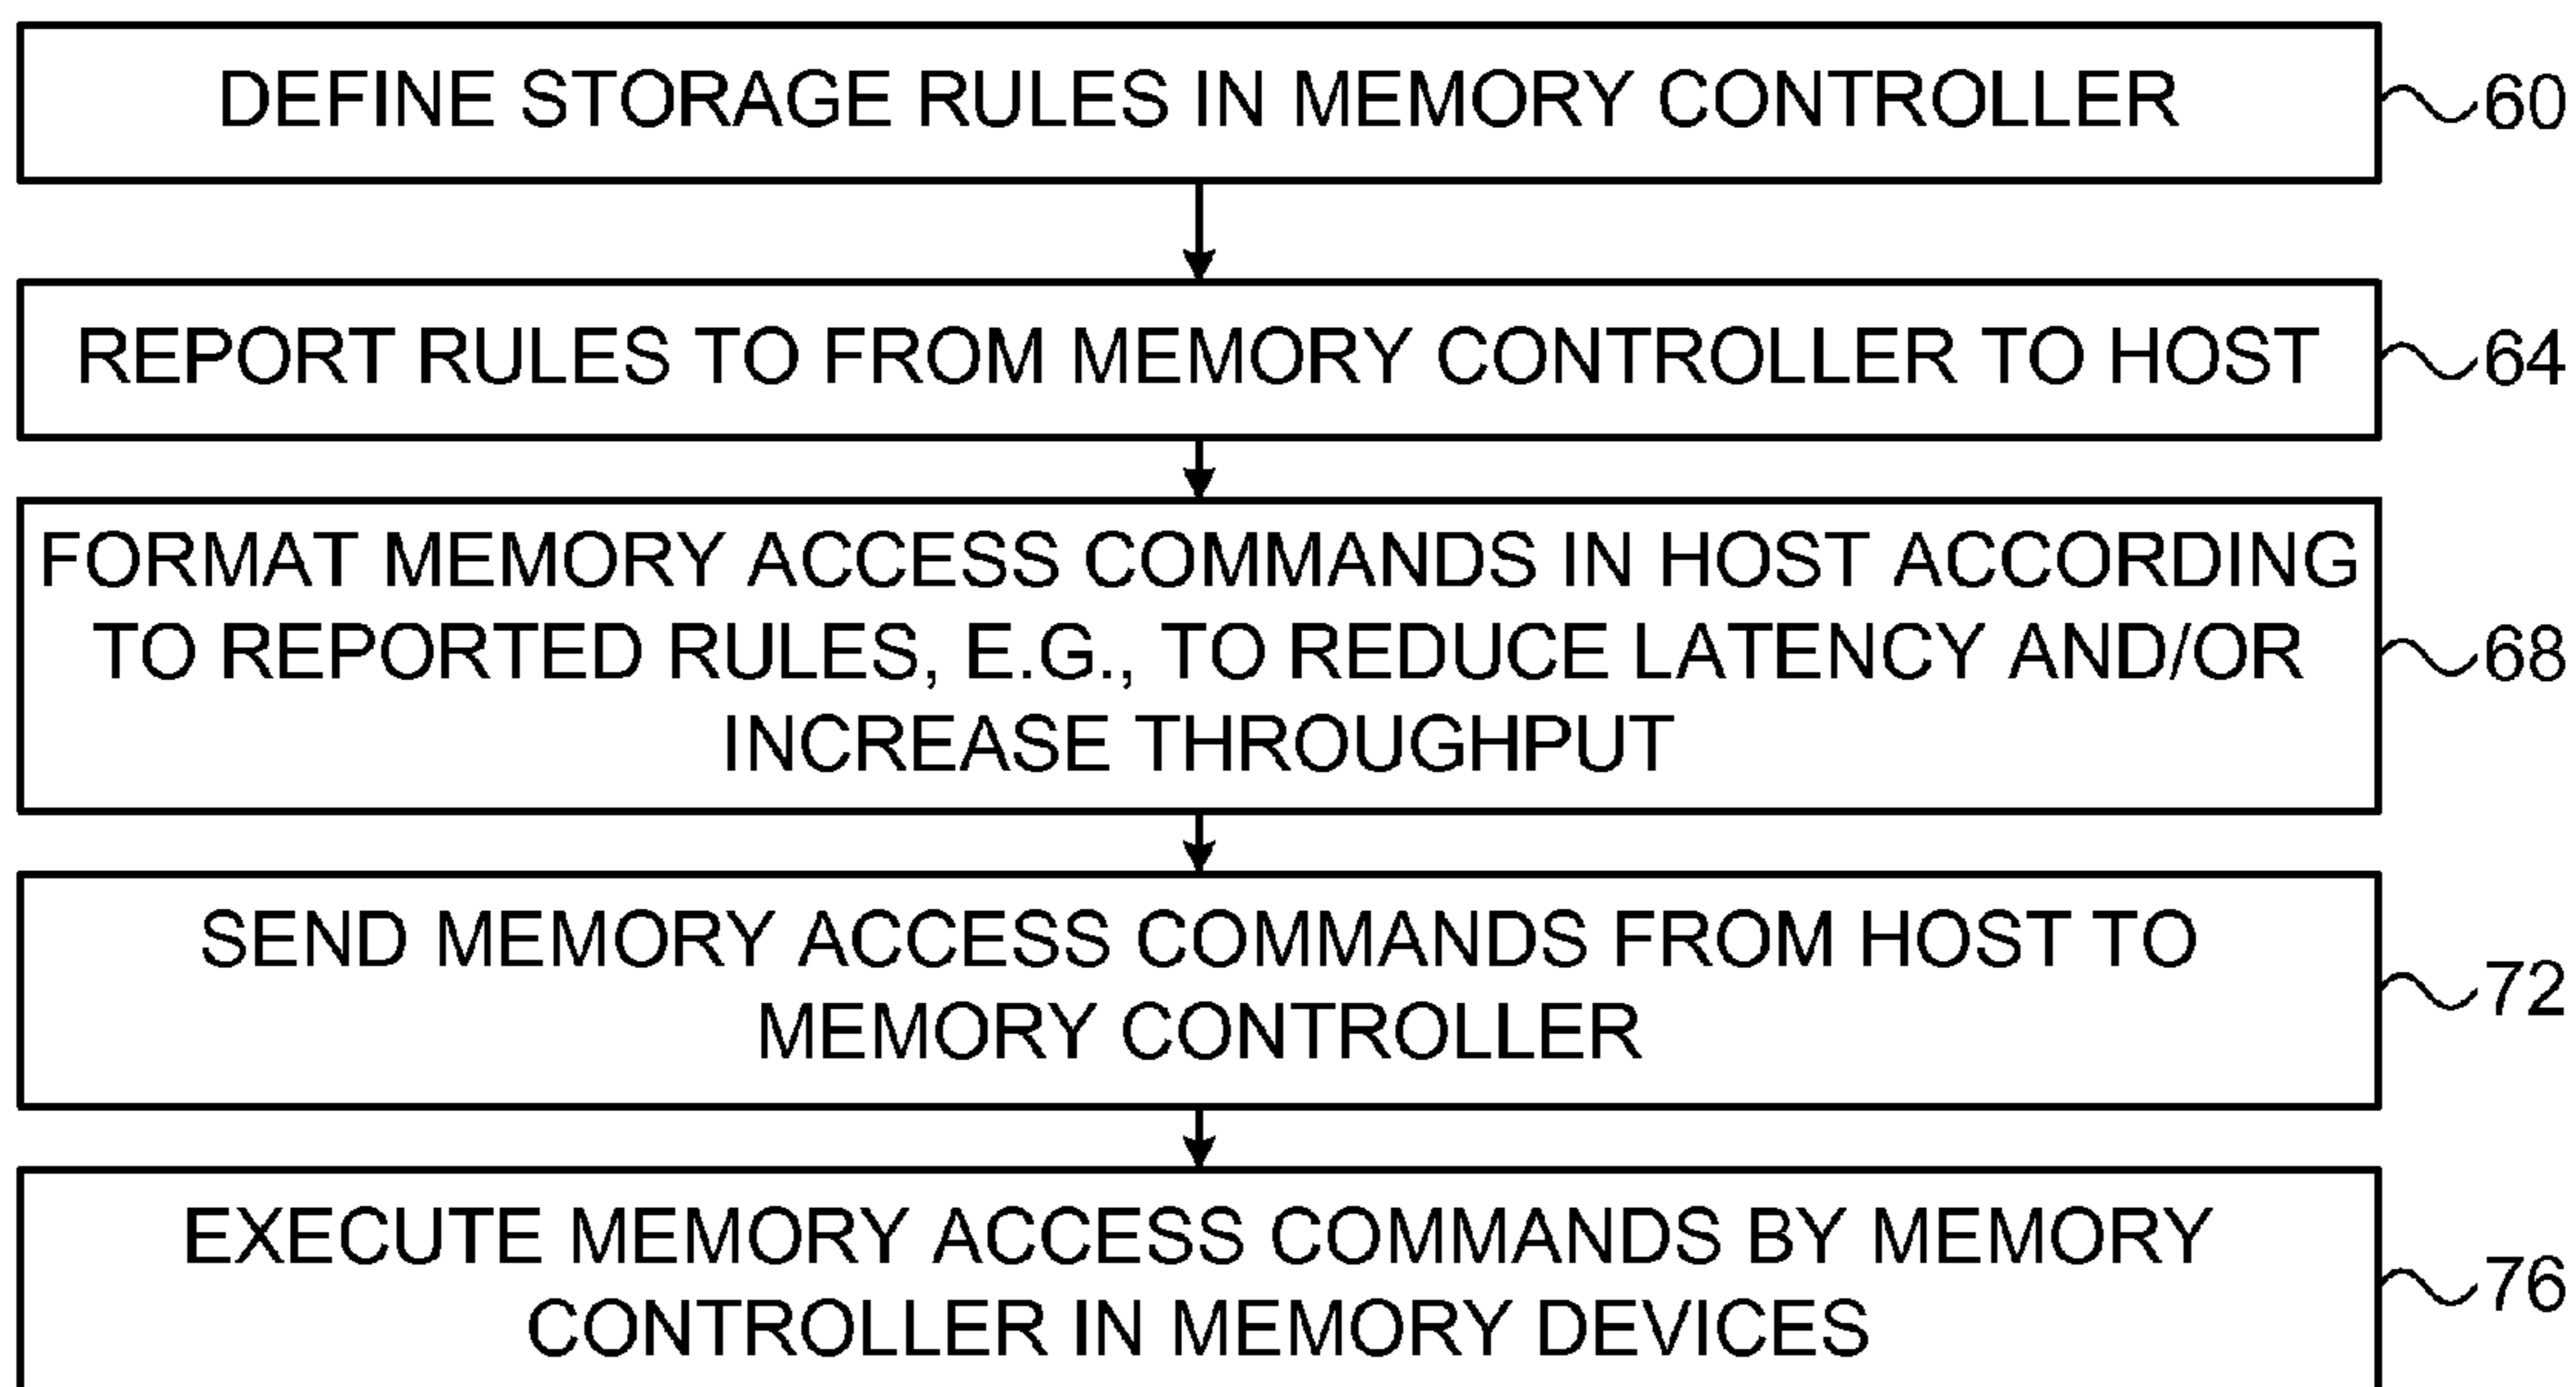 DEFINE STORAGE RULES IN MEMORY CONTROLLER
60
REPORT RULES TO FROM MEMORY CONTROLLER TO HOST
64
FORMAT MEMORY ACCESS COMMANDS IN HOST ACCORDING
TO REPORTED RULES, E.G., TO REDUCE LATENCY AND/OR
INCREASE THROUGHPUT
68
SEND MEMORY ACCESS COMMANDS FROM HOST TO
MEMORY CONTROLLER
72
EXECUTE MEMORY ACCESS COMMANDS BY MEMORY
CONTROLLER IN MEMORY DEVICES
76